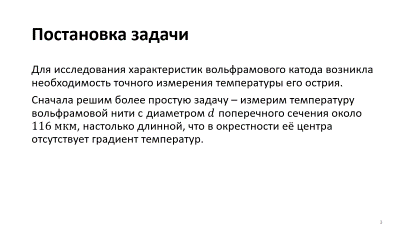 Постановка задачи
Для исследования характеристик вольфрамового катода возникла
необходимость точного измерения температуры его острия.
Сначала решим более простую задачу – измерим температуру
вольфрамовой нити с диаметром d поперечного сечения около
116 мкм, настолько длинной, что в окрестности её центра
отсутствует градиент температур.